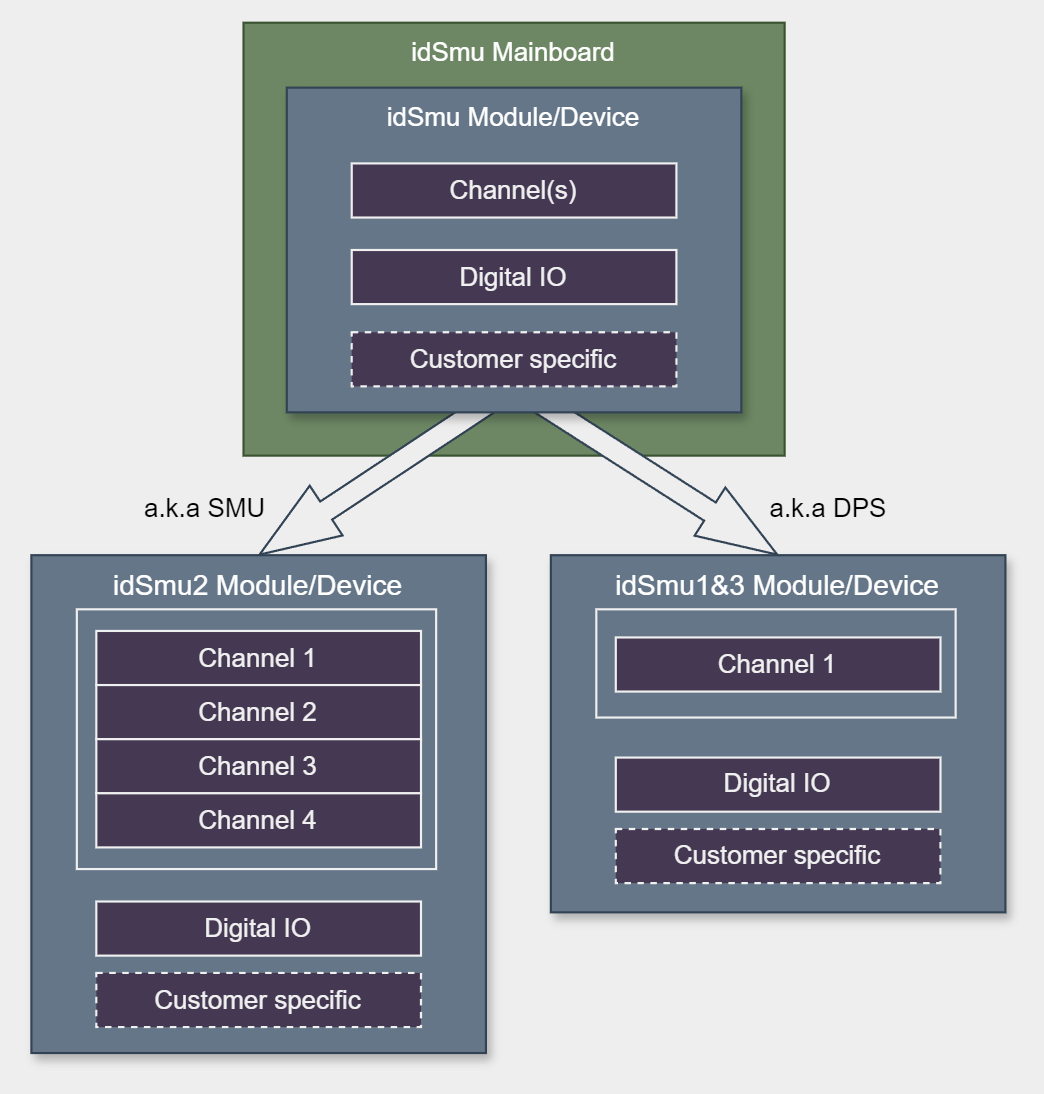 idSmu Mainboard
idSmu Module/Device
Channel(s)
Digital IO
Customer specific
a.k.a SMU
a.k.a DPS
idSmu2 Module/Device
Channel 1
Channel 2
Channel 3
Channel 4
Digital IO
Customer specific
idSmu1&3 Module/Device
Channel 1
Digital IO
Customer specific